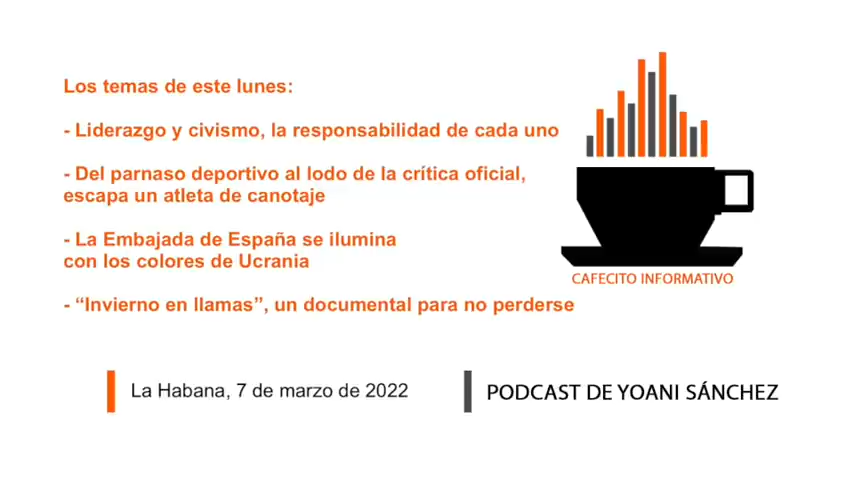 Los temas de este lunes:
- Liderazgo y civismo, la responsabilidad de cada uno
- Del parnaso deportivo al lodo de la crítica oficial,
escapa un atleta de canotaje
- La Embajada de España se ilumina
con los colores de Ucrania
- “Invierno en llamas”, un documental para no perderse
CAFECITO INFORMATIVO
La Habana, 7 de marzo de 2022
PODCAST DE YOANI SÁNCHEZ